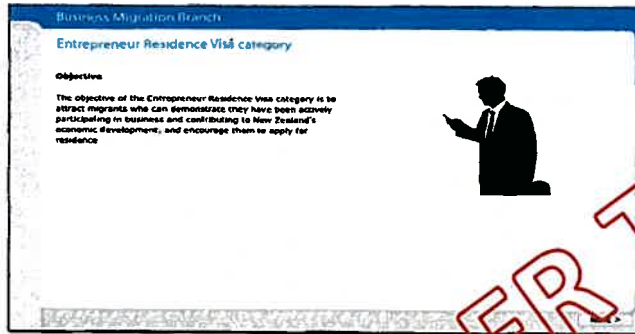 Business Migration Branch
Entrepreneur Residence Visa category
Objective
The objective of the Entrepreneur Residence Visa category is to
attract migrants who can demonstrate they have been actively
participating in business and contributing to New Zealand's
economic development, and encourage them to apply for
residence
ER T